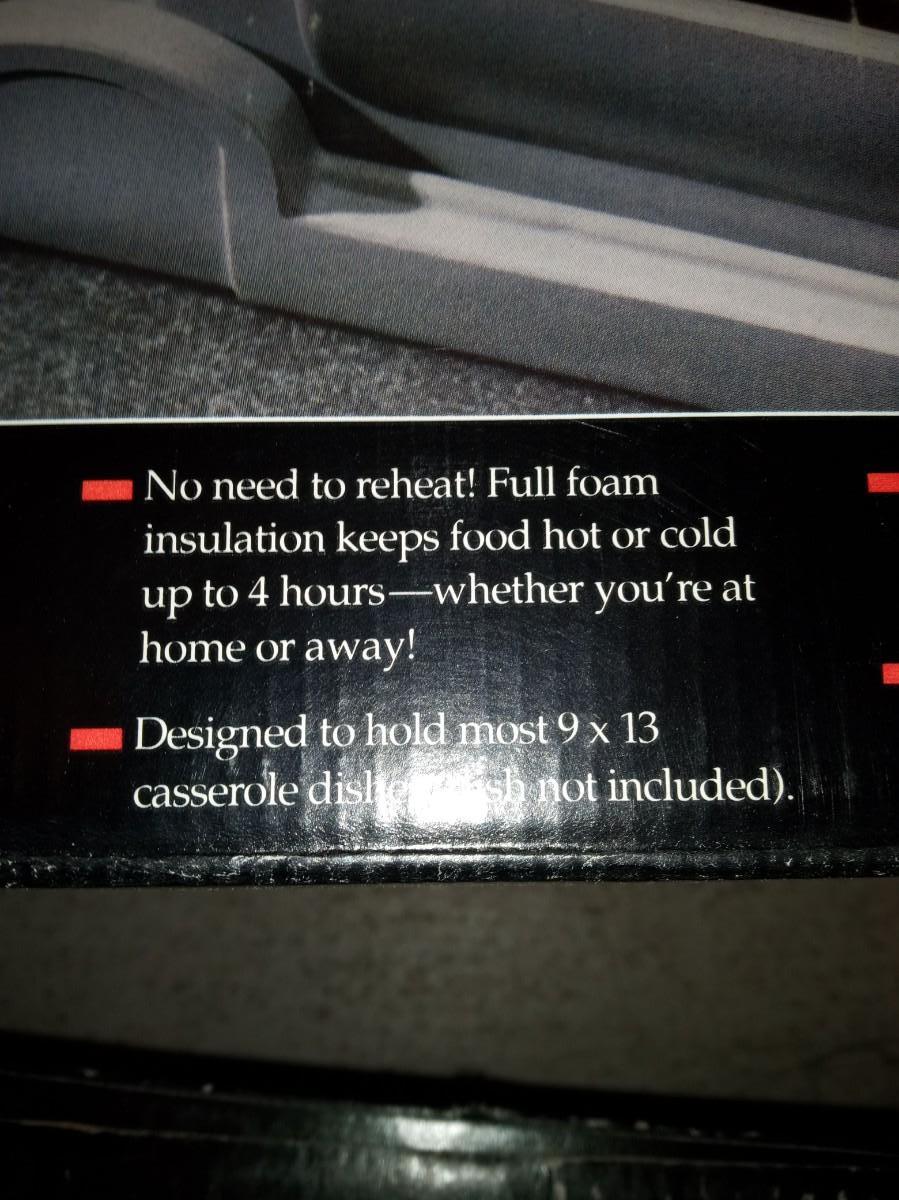 No need to reheat! Full foam
insulation keeps food hot or cold
up to 4 hours—whether you're at
home or away!
Designed to hold most 9 x 13
casserole not included).